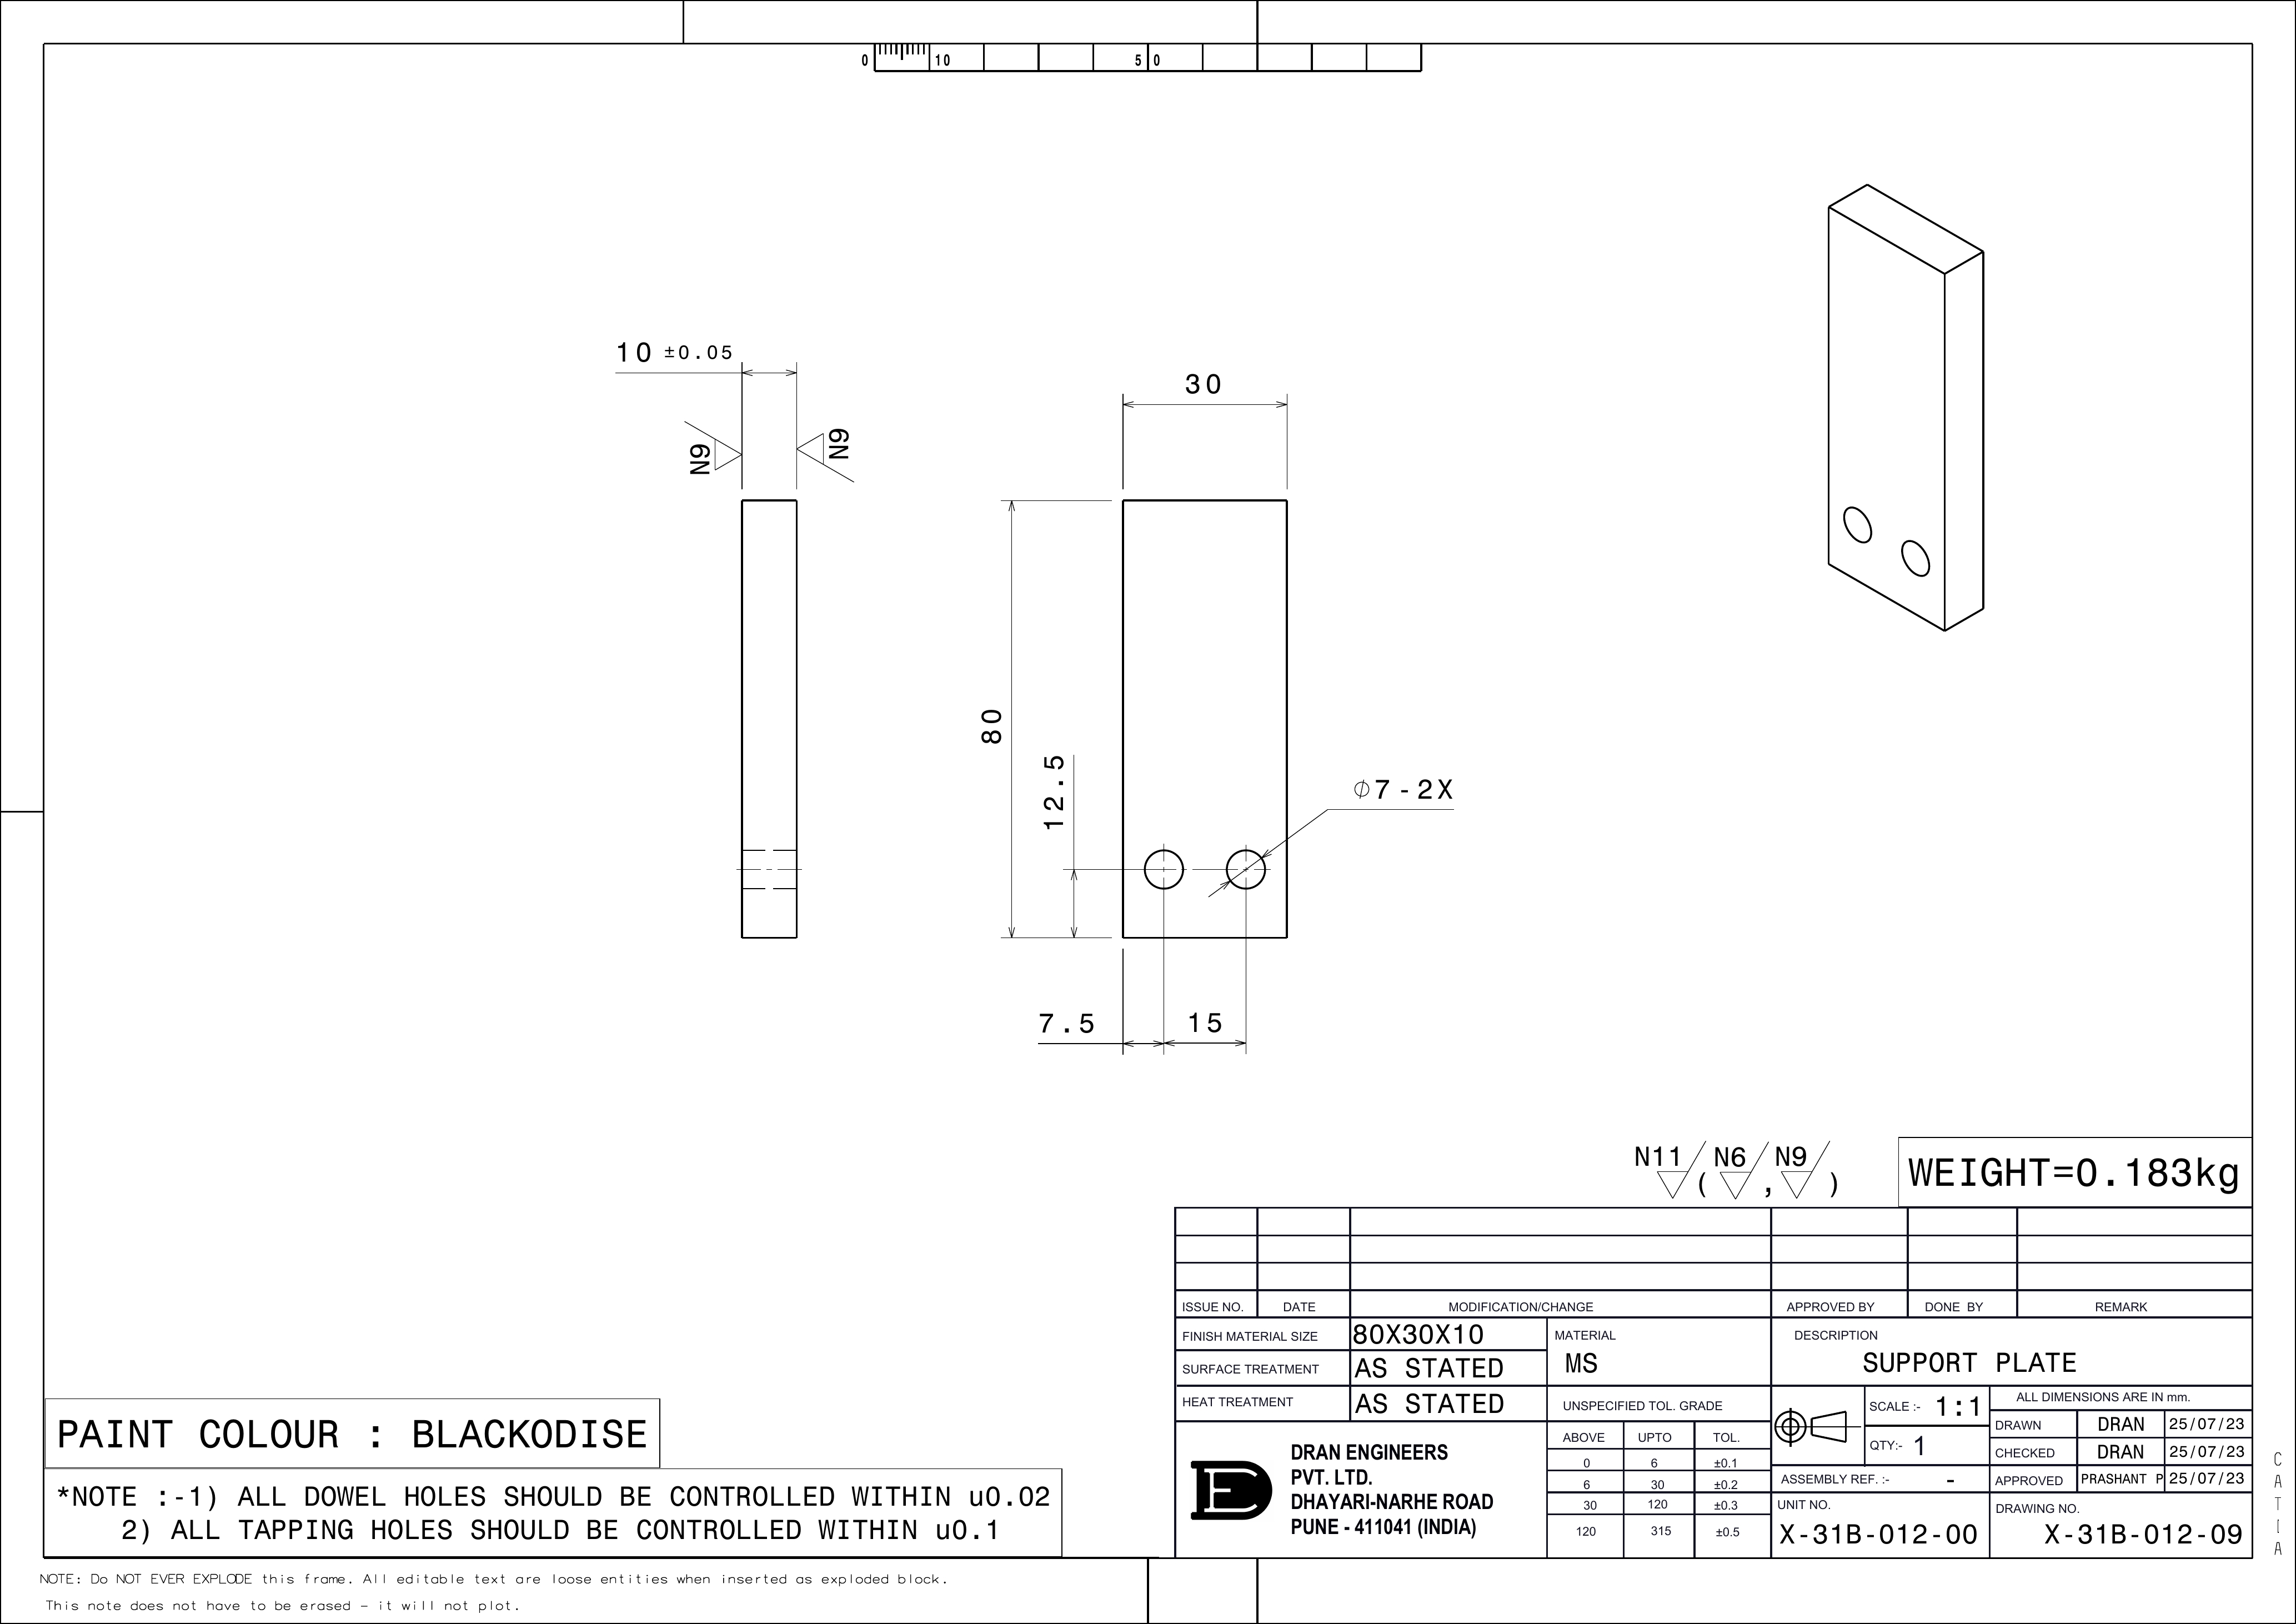 0 10 50
10 ±0.05
30
N9
N9
80
12.5
⌀7-2X
7.5
15
N11 ( N6 , N9 )
WEIGHT=0.183kg
ISSUE NO. DATE MODIFICATION/CHANGE APPROVED BY DONE BY REMARK
FINISH MATERIAL SIZE 80X30X10
SURFACE TREATMENT AS STATED
HEAT TREATMENT AS STATED
MATERIAL
MS
DESCRIPTION
SUPPORT PLATE
UNSPECIFIED TOL. GRADE
ABOVE UPTO TOL.
0 6 ±0.1
6 30 ±0.2
30 120 ±0.3
120 315 ±0.5
SCALE :- 1:1
QTY:- 1
ALL DIMENSIONS ARE IN mm.
DRAWN DRAN 25/07/23
CHECKED DRAN 25/07/23
APPROVED PRASHANT P 25/07/23
ASSEMBLY REF. :- -
UNIT NO.
X-31B-012-00
DRAWING NO.
X-31B-012-09
DRAN ENGINEERS
PVT. LTD.
DHAYARI-NARHE ROAD
PUNE - 411041 (INDIA)
PAINT COLOUR : BLACKODISE
*NOTE :-1) ALL DOWEL HOLES SHOULD BE CONTROLLED WITHIN u0.02
2) ALL TAPPING HOLES SHOULD BE CONTROLLED WITHIN u0.1
NOTE: Do NOT EVER EXPLODE this frame. All editable text are loose entities when inserted as exploded block.
This note does not have to be erased - it will not plot.
CATIA